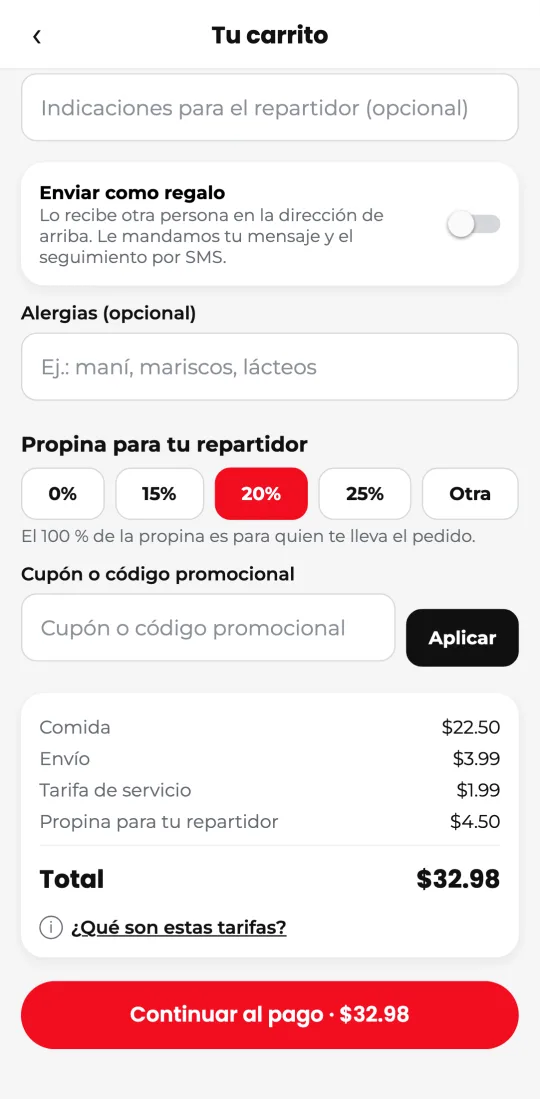 ‹ Tu carrito
Indicaciones para el repartidor (opcional)
Enviar como regalo
Lo recibe otra persona en la dirección de
arriba. Le mandamos tu mensaje y el
seguimiento por SMS.
Alergias (opcional)
Ej.: maní, mariscos, lácteos
Propina para tu repartidor
0% 15% 20% 25% Otra
El 100 % de la propina es para quien te lleva el pedido.
Cupón o código promocional
Cupón o código promocional Aplicar
Comida $22.50
Envío $3.99
Tarifa de servicio $1.99
Propina para tu repartidor $4.50
Total $32.98
¿Qué son estas tarifas?
Continuar al pago · $32.98